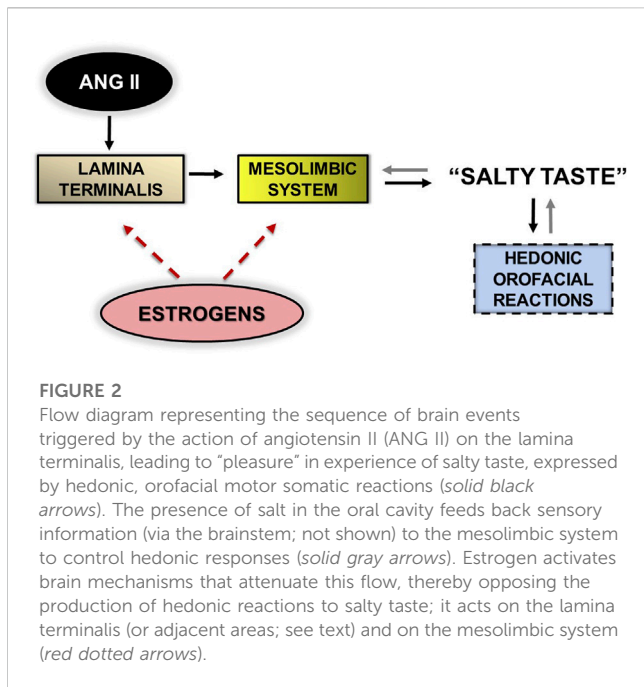 ANG II
LAMINA
TERMINALIS
MESOLIMBIC
SYSTEM
“SALTY TASTE”
HEDONIC
OROFACIAL
REACTIONS
ESTROGENS
FIGURE 2
Flow diagram representing the sequence of brain events
triggered by the action of angiotensin II (ANG II) on the lamina
terminalis, leading to “pleasure” in experience of salty taste, expressed
by hedonic, orofacial motor somatic reactions (solid black
arrows). The presence of salt in the oral cavity feeds back sensory
information (via the brainstem; not shown) to the mesolimbic system
to control hedonic responses (solid gray arrows). Estrogen activates
brain mechanisms that attenuate this flow, thereby opposing the
production of hedonic reactions to salty taste; it acts on the lamina
terminalis (or adjacent areas; see text) and on the mesolimbic system
(red dotted arrows).